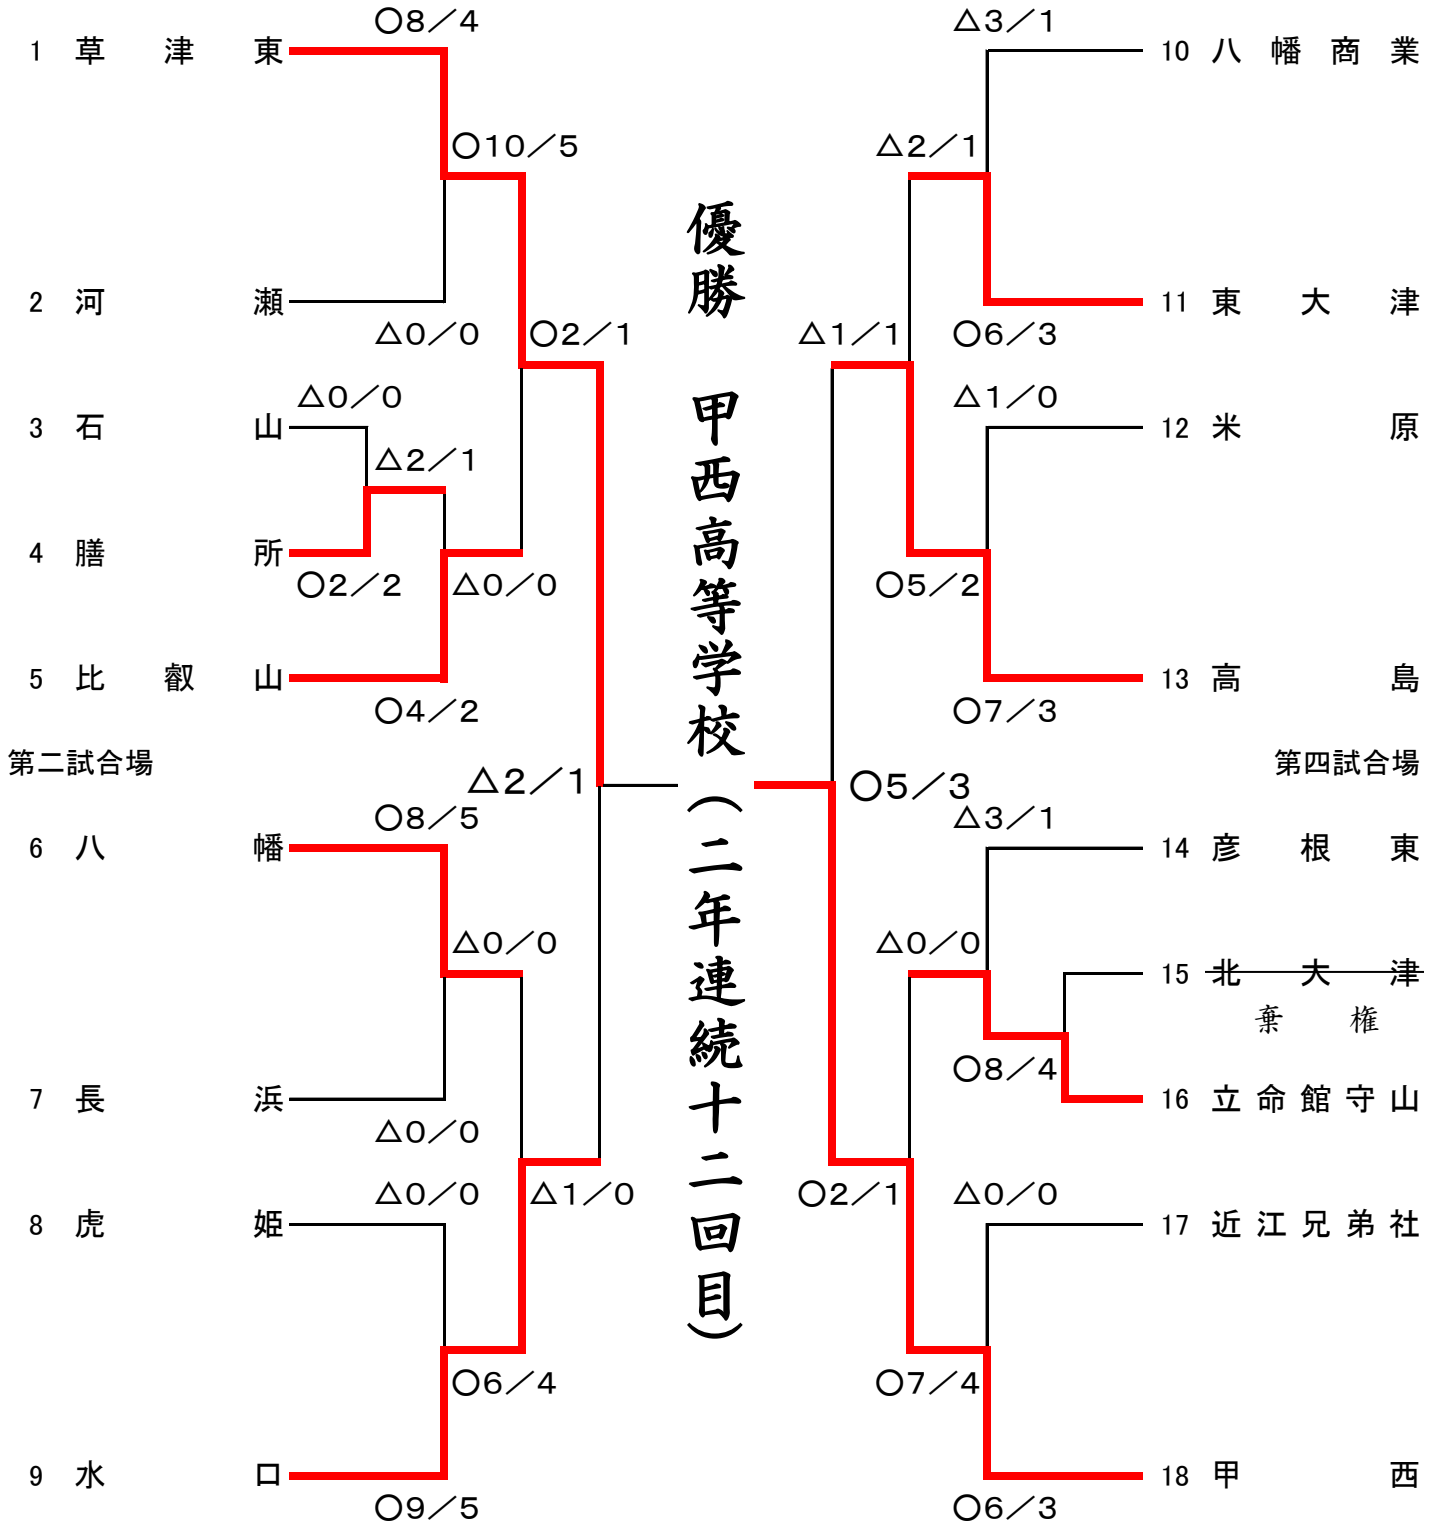 ○8／4
1 草津東
○10／5
2 河瀬
△0／0
○2／1
△0／0
3 石山
△2／1
4 膳所
○2／2
△0／0
5 比叡山
○4／2
第二試合場
△2／1
○8／5
6 八幡
△0／0
7 長浜
△0／0
△0／0
8 虎姫
△1／0
○6／4
9 水口
○9／5
優勝　甲西高等学校（二年連続十二回目）
△3／1
10 八幡商業
△2／1
11 東大津
△1／1
○6／3
△1／0
12 米原
○5／2
13 高島
○7／3
第四試合場
○5／3
△3／1
14 彦根東
△0／0
15 北大津
棄権
○8／4
16 立命館守山
○2／1
△0／0
17 近江兄弟社
○7／4
18 甲西
○6／3